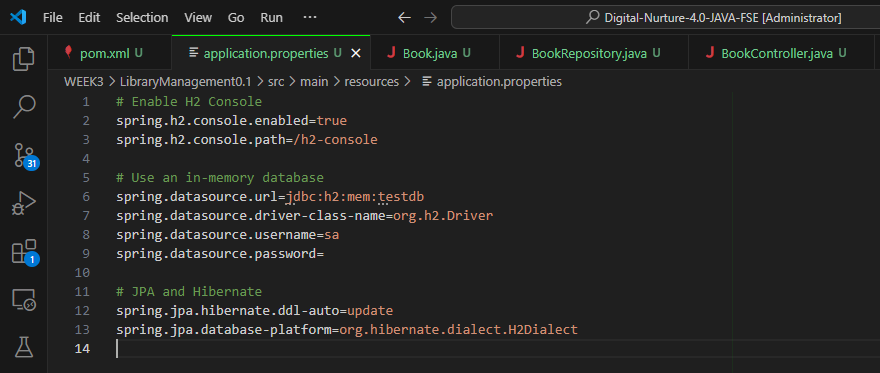 File Edit Selection View Go Run ··· Digital-Nurture-4.0-JAVA-FSE [Administrator]
pom.xml U application.properties U Book.java U BookRepository.java U BookController.java U
WEEK3 > LibraryManagement0.1 > src > main > resources > application.properties
1 # Enable H2 Console
2 spring.h2.console.enabled=true
3 spring.h2.console.path=/h2-console
4
5 # Use an in-memory database
6 spring.datasource.url=jdbc:h2:mem:testdb
7 spring.datasource.driver-class-name=org.h2.Driver
8 spring.datasource.username=sa
9 spring.datasource.password=
10
11 # JPA and Hibernate
12 spring.jpa.hibernate.ddl-auto=update
13 spring.jpa.database-platform=org.hibernate.dialect.H2Dialect
14
31
1